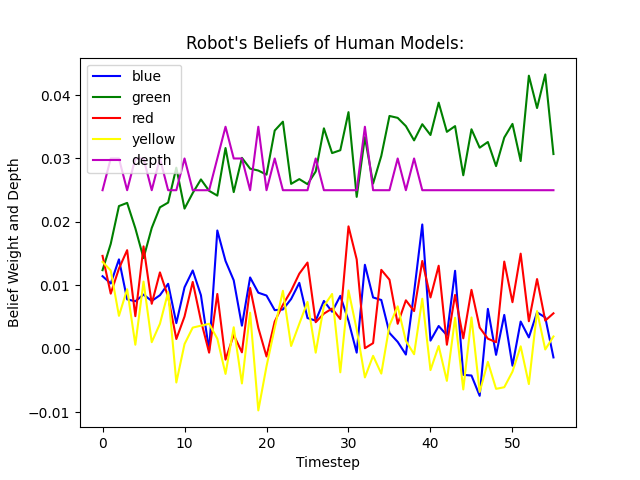 Robot's Beliefs of Human Models:
blue
green
red
yellow
depth
Belief Weight and Depth
0.04
0.03
0.02
0.01
0.00
−0.01
0 10 20 30 40 50
Timestep